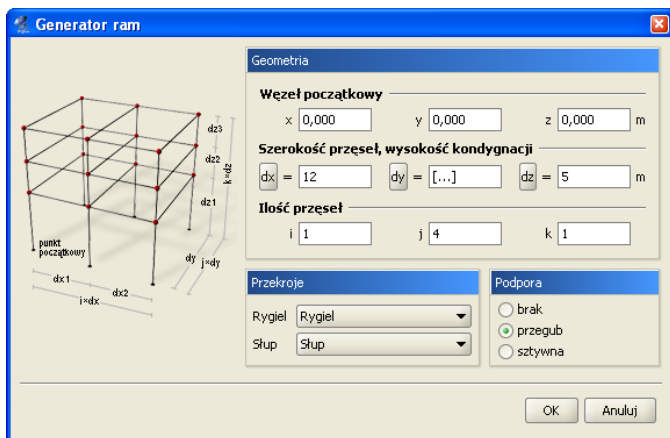 Generator ram
Geometria
Węzeł początkowy
x 0,000 y 0,000 z 0,000 m
Szerokość przęseł, wysokość kondygnacji
dx = 12 dy = [...] dz = 5 m
Ilość przęseł
i 1 j 4 k 1
dz3
dz2
dz1
k×dz
punkt
początkowy
dy
j×dy
dx1
dx2
i×dx
Przekroje
Rygiel Rygiel
Słup Słup
Podpora
brak
przegub
sztywna
OK Anuluj